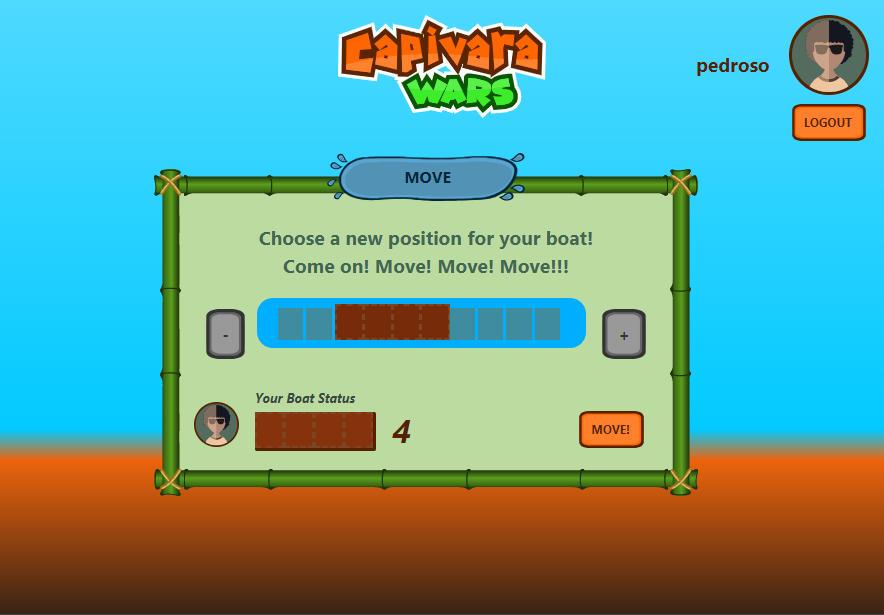 Capivara
WARS
pedroso
LOGOUT
MOVE
Choose a new position for your boat!
Come on! Move! Move! Move!!!
-
+
Your Boat Status
4
MOVE!